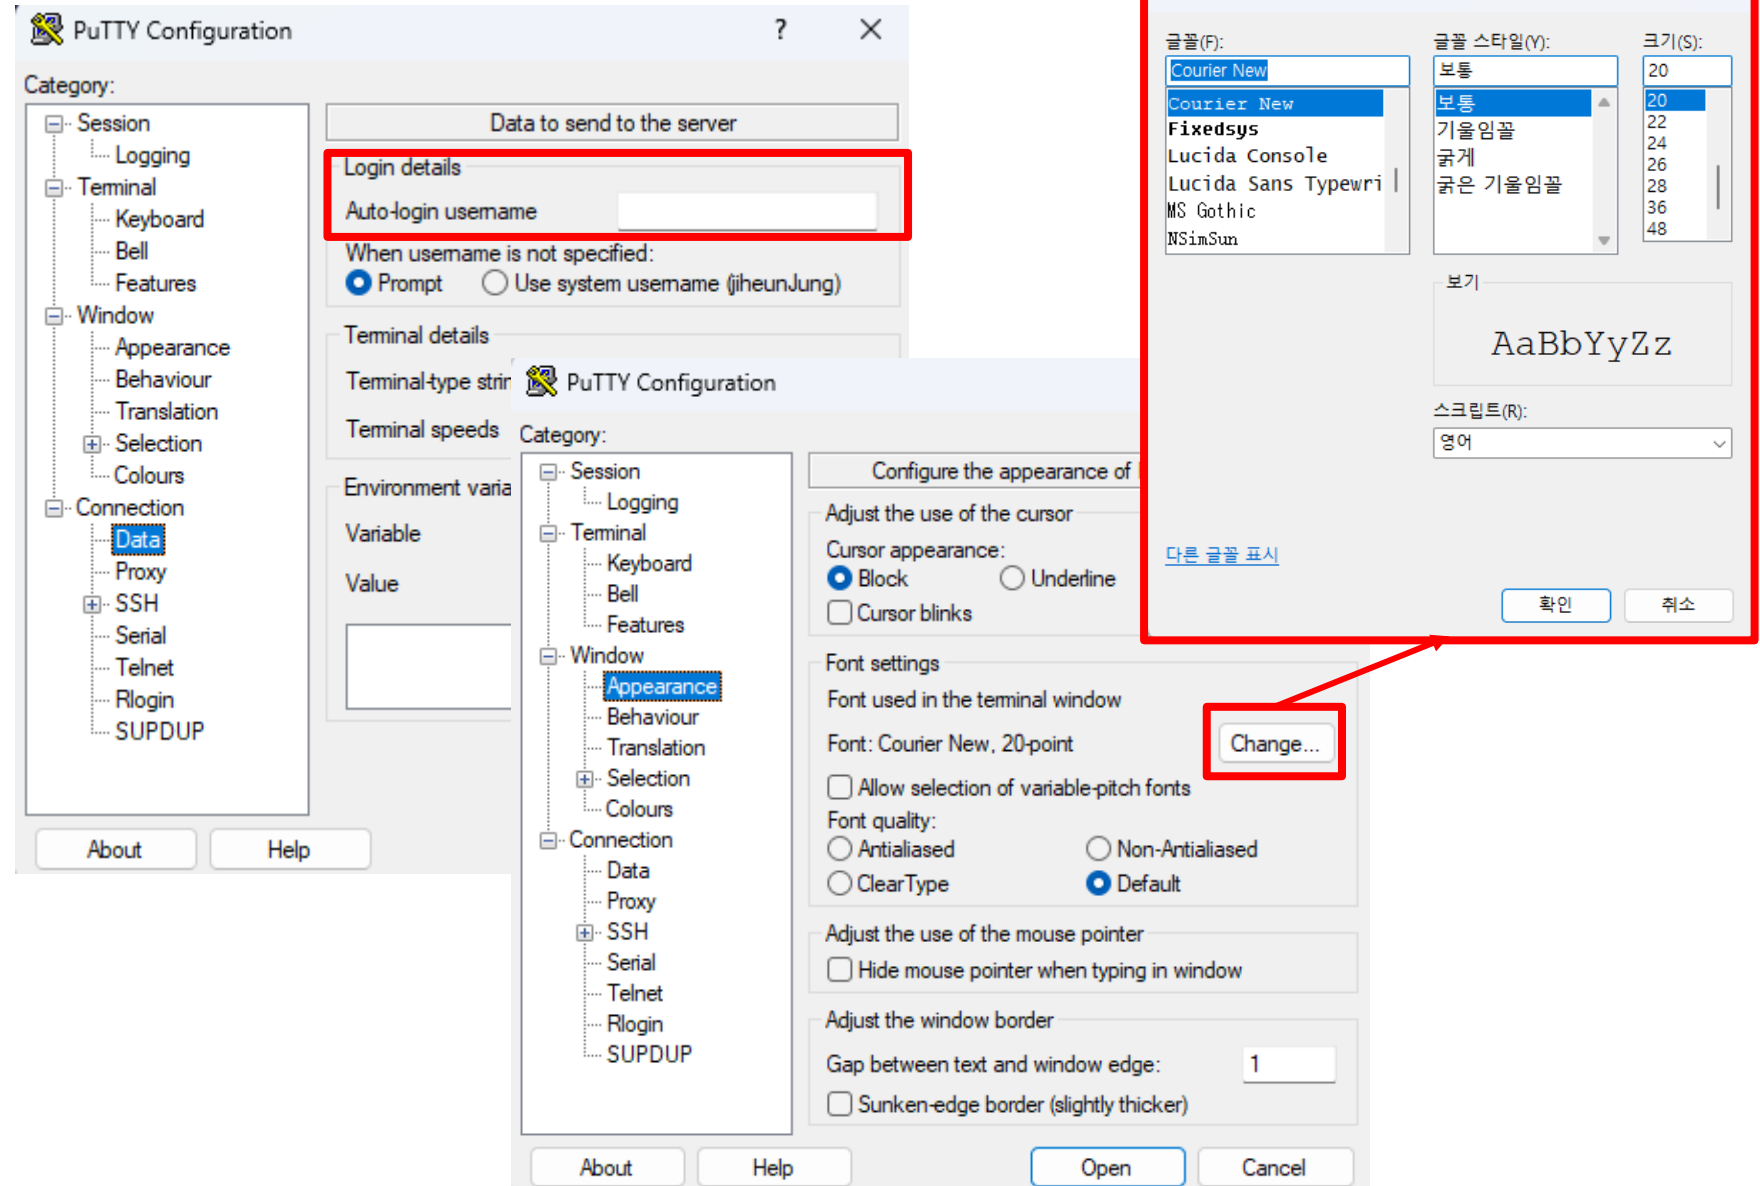 PuTTY Configuration
Category:
Session
Logging
Terminal
Keyboard
Bell
Features
Window
Appearance
Behaviour
Translation
Selection
Colours
Connection
Data
Proxy
SSH
Serial
Telnet
Rlogin
SUPDUP
About
Help
Data to send to the server
Login details
Auto-login username
When username is not specified:
Prompt
Use system username (jiheunJung)
Terminal details
Terminal-type strin
Terminal speeds
Environment varia
Variable
Value
PuTTY Configuration
Category:
Session
Logging
Terminal
Keyboard
Bell
Features
Window
Appearance
Behaviour
Translation
Selection
Colours
Connection
Data
Proxy
SSH
Serial
Telnet
Rlogin
SUPDUP
Configure the appearance of
Adjust the use of the cursor
Cursor appearance:
Block
Underline
Cursor blinks
Font settings
Font used in the terminal window
Font: Courier New, 20-point
Change...
Allow selection of variable-pitch fonts
Font quality:
Antialiased
Non-Antialiased
ClearType
Default
Adjust the use of the mouse pointer
Hide mouse pointer when typing in window
Adjust the window border
Gap between text and window edge:
1
Sunken-edge border (slightly thicker)
About
Help
Open
Cancel
글꼴(F):
Courier New
Courier New
Fixedsys
Lucida Console
Lucida Sans Typewri
MS Gothic
NSimSun
글꼴 스타일(Y):
보통
보통
기울임꼴
굵게
굵은 기울임꼴
크기(S):
20
20
22
24
26
28
36
48
보기
AaBbYyZz
스크립트(R):
영어
다른 글꼴 표시
확인
취소